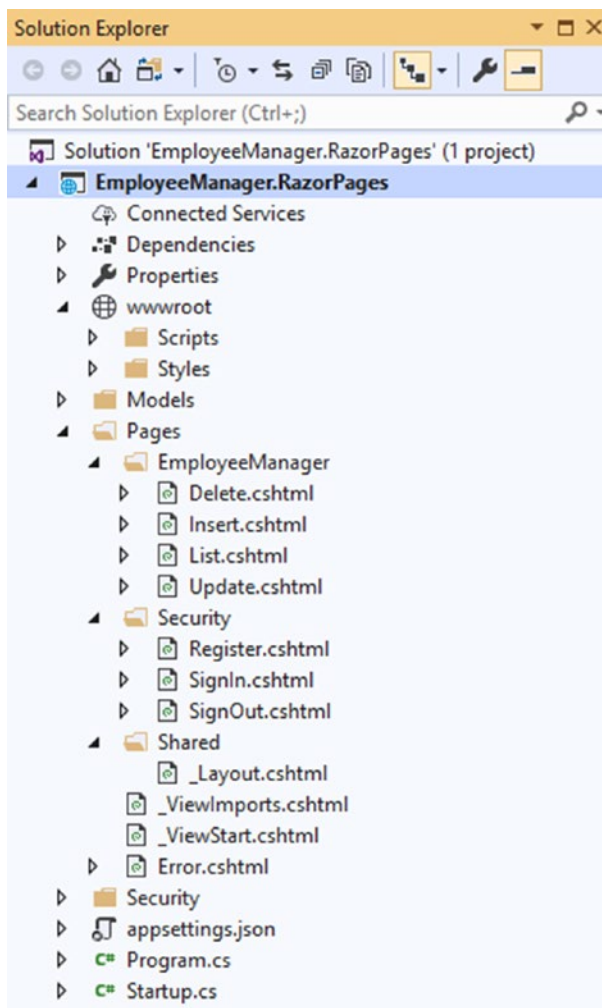 Solution Explorer
Search Solution Explorer (Ctrl+;)
Solution 'EmployeeManager.RazorPages' (1 project)
EmployeeManager.RazorPages
Connected Services
Dependencies
Properties
wwwroot
Scripts
Styles
Models
Pages
EmployeeManager
Delete.cshtml
Insert.cshtml
List.cshtml
Update.cshtml
Security
Register.cshtml
SignIn.cshtml
SignOut.cshtml
Shared
_Layout.cshtml
_ViewImports.cshtml
_ViewStart.cshtml
Error.cshtml
Security
appsettings.json
C# Program.cs
C# Startup.cs